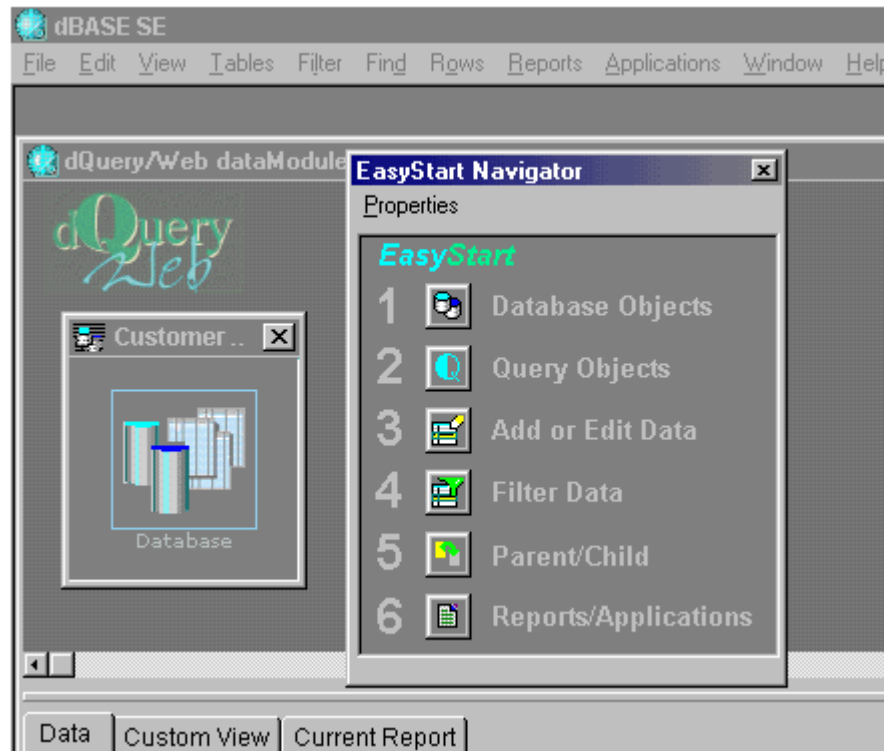 dBASE SE
File Edit View Tables Filter Find Rows Reports Applications Window Help
dQuery/Web dataModule
dQuery
Web
Customer ..
Database
EasyStart Navigator
Properties
EasyStart
1 Database Objects
2 Query Objects
3 Add or Edit Data
4 Filter Data
5 Parent/Child
6 Reports/Applications
Data Custom View Current Report